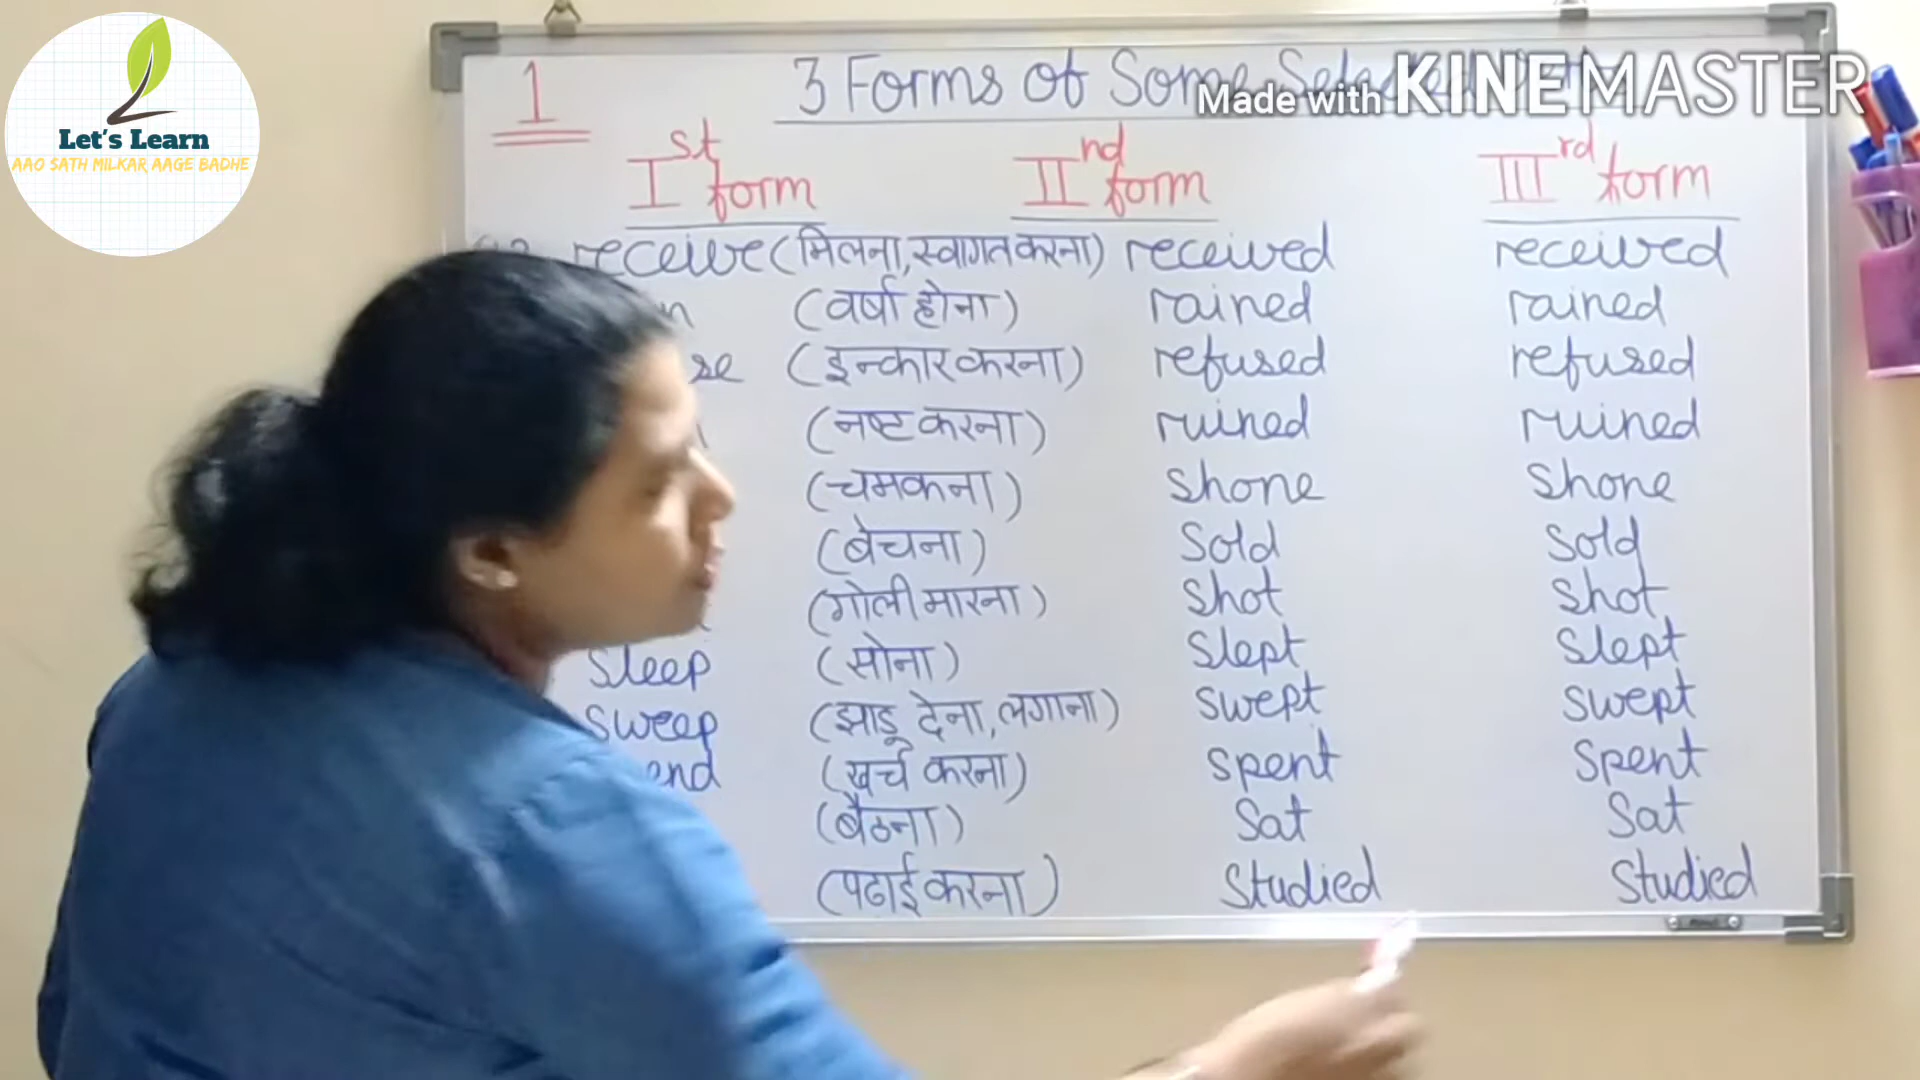 Let's Learn
AAO SATH MILKAR AAGE BADHE
Made with KINEMASTER
1
3 Forms of Some
Ist form IInd form IIIrd form
receive (मिलना, स्वागत करना) received received
(वर्षा होना) rained rained
(इन्कार करना) refused refused
(नष्ट करना) ruined ruined
(चमकना) shone shone
(बेचना) sold sold
(गोली मारना) shot shot
sleep (सोना) slept slept
sweep (झाडू देना, लगाना) swept swept
(खर्च करना) spent spent
(बैठना) sat sat
(पढाई करना) studied studied